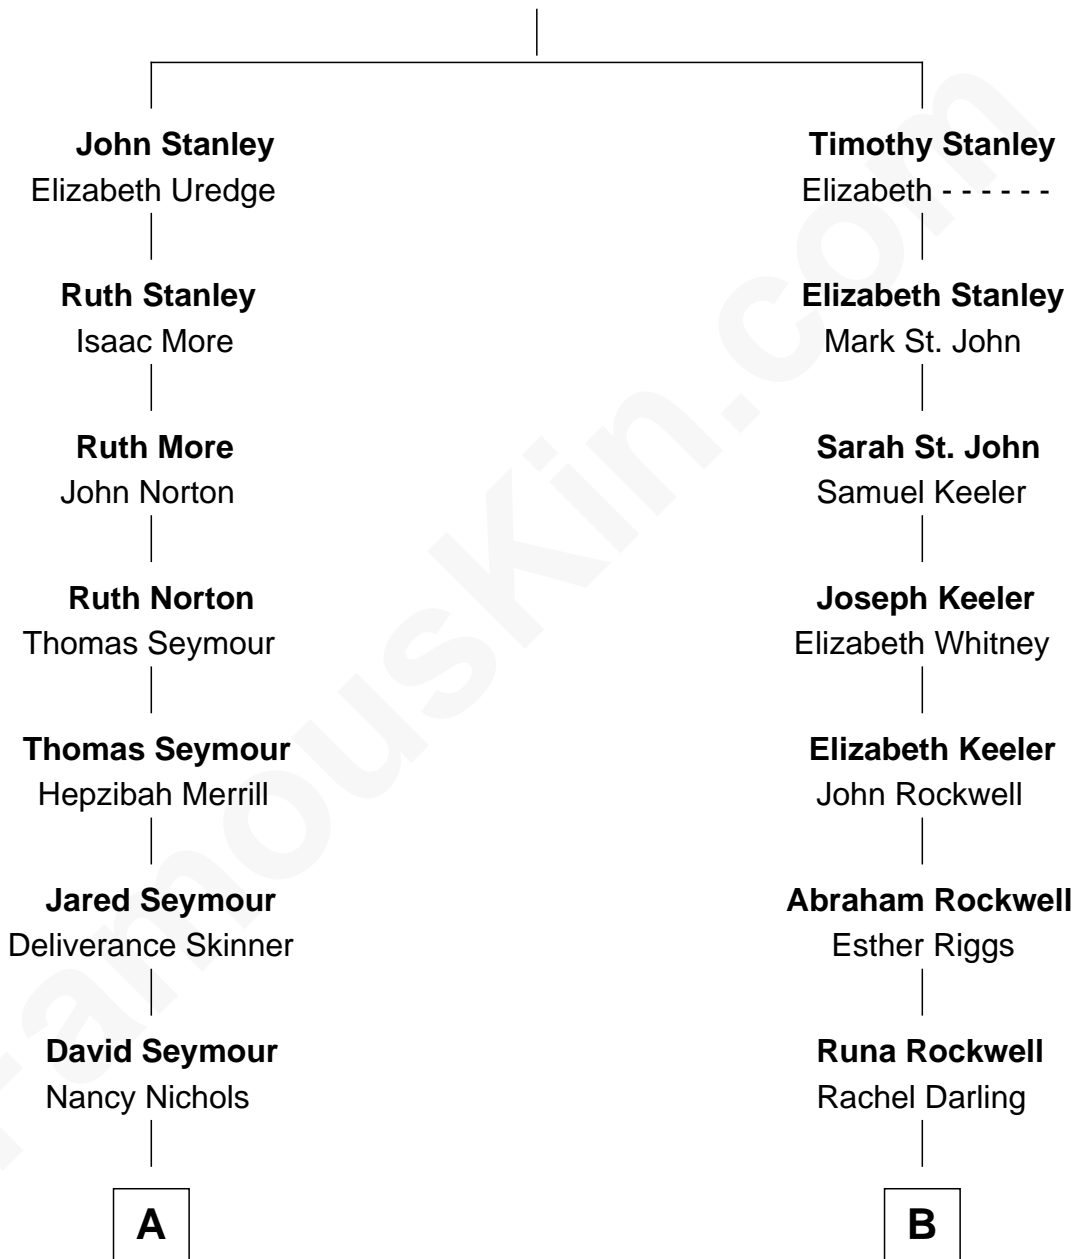 John Stanley
Elizabeth Uredge
Ruth Stanley
Isaac More
Ruth More
John Norton
Ruth Norton
Thomas Seymour
Thomas Seymour
Hepzibah Merrill
Jared Seymour
Deliverance Skinner
David Seymour
Nancy Nichols
A
Timothy Stanley
Elizabeth - - - - - -
Elizabeth Stanley
Mark St. John
Sarah St. John
Samuel Keeler
Joseph Keeler
Elizabeth Whitney
Elizabeth Keeler
John Rockwell
Abraham Rockwell
Esther Riggs
Runa Rockwell
Rachel Darling
B
FamousKin.com